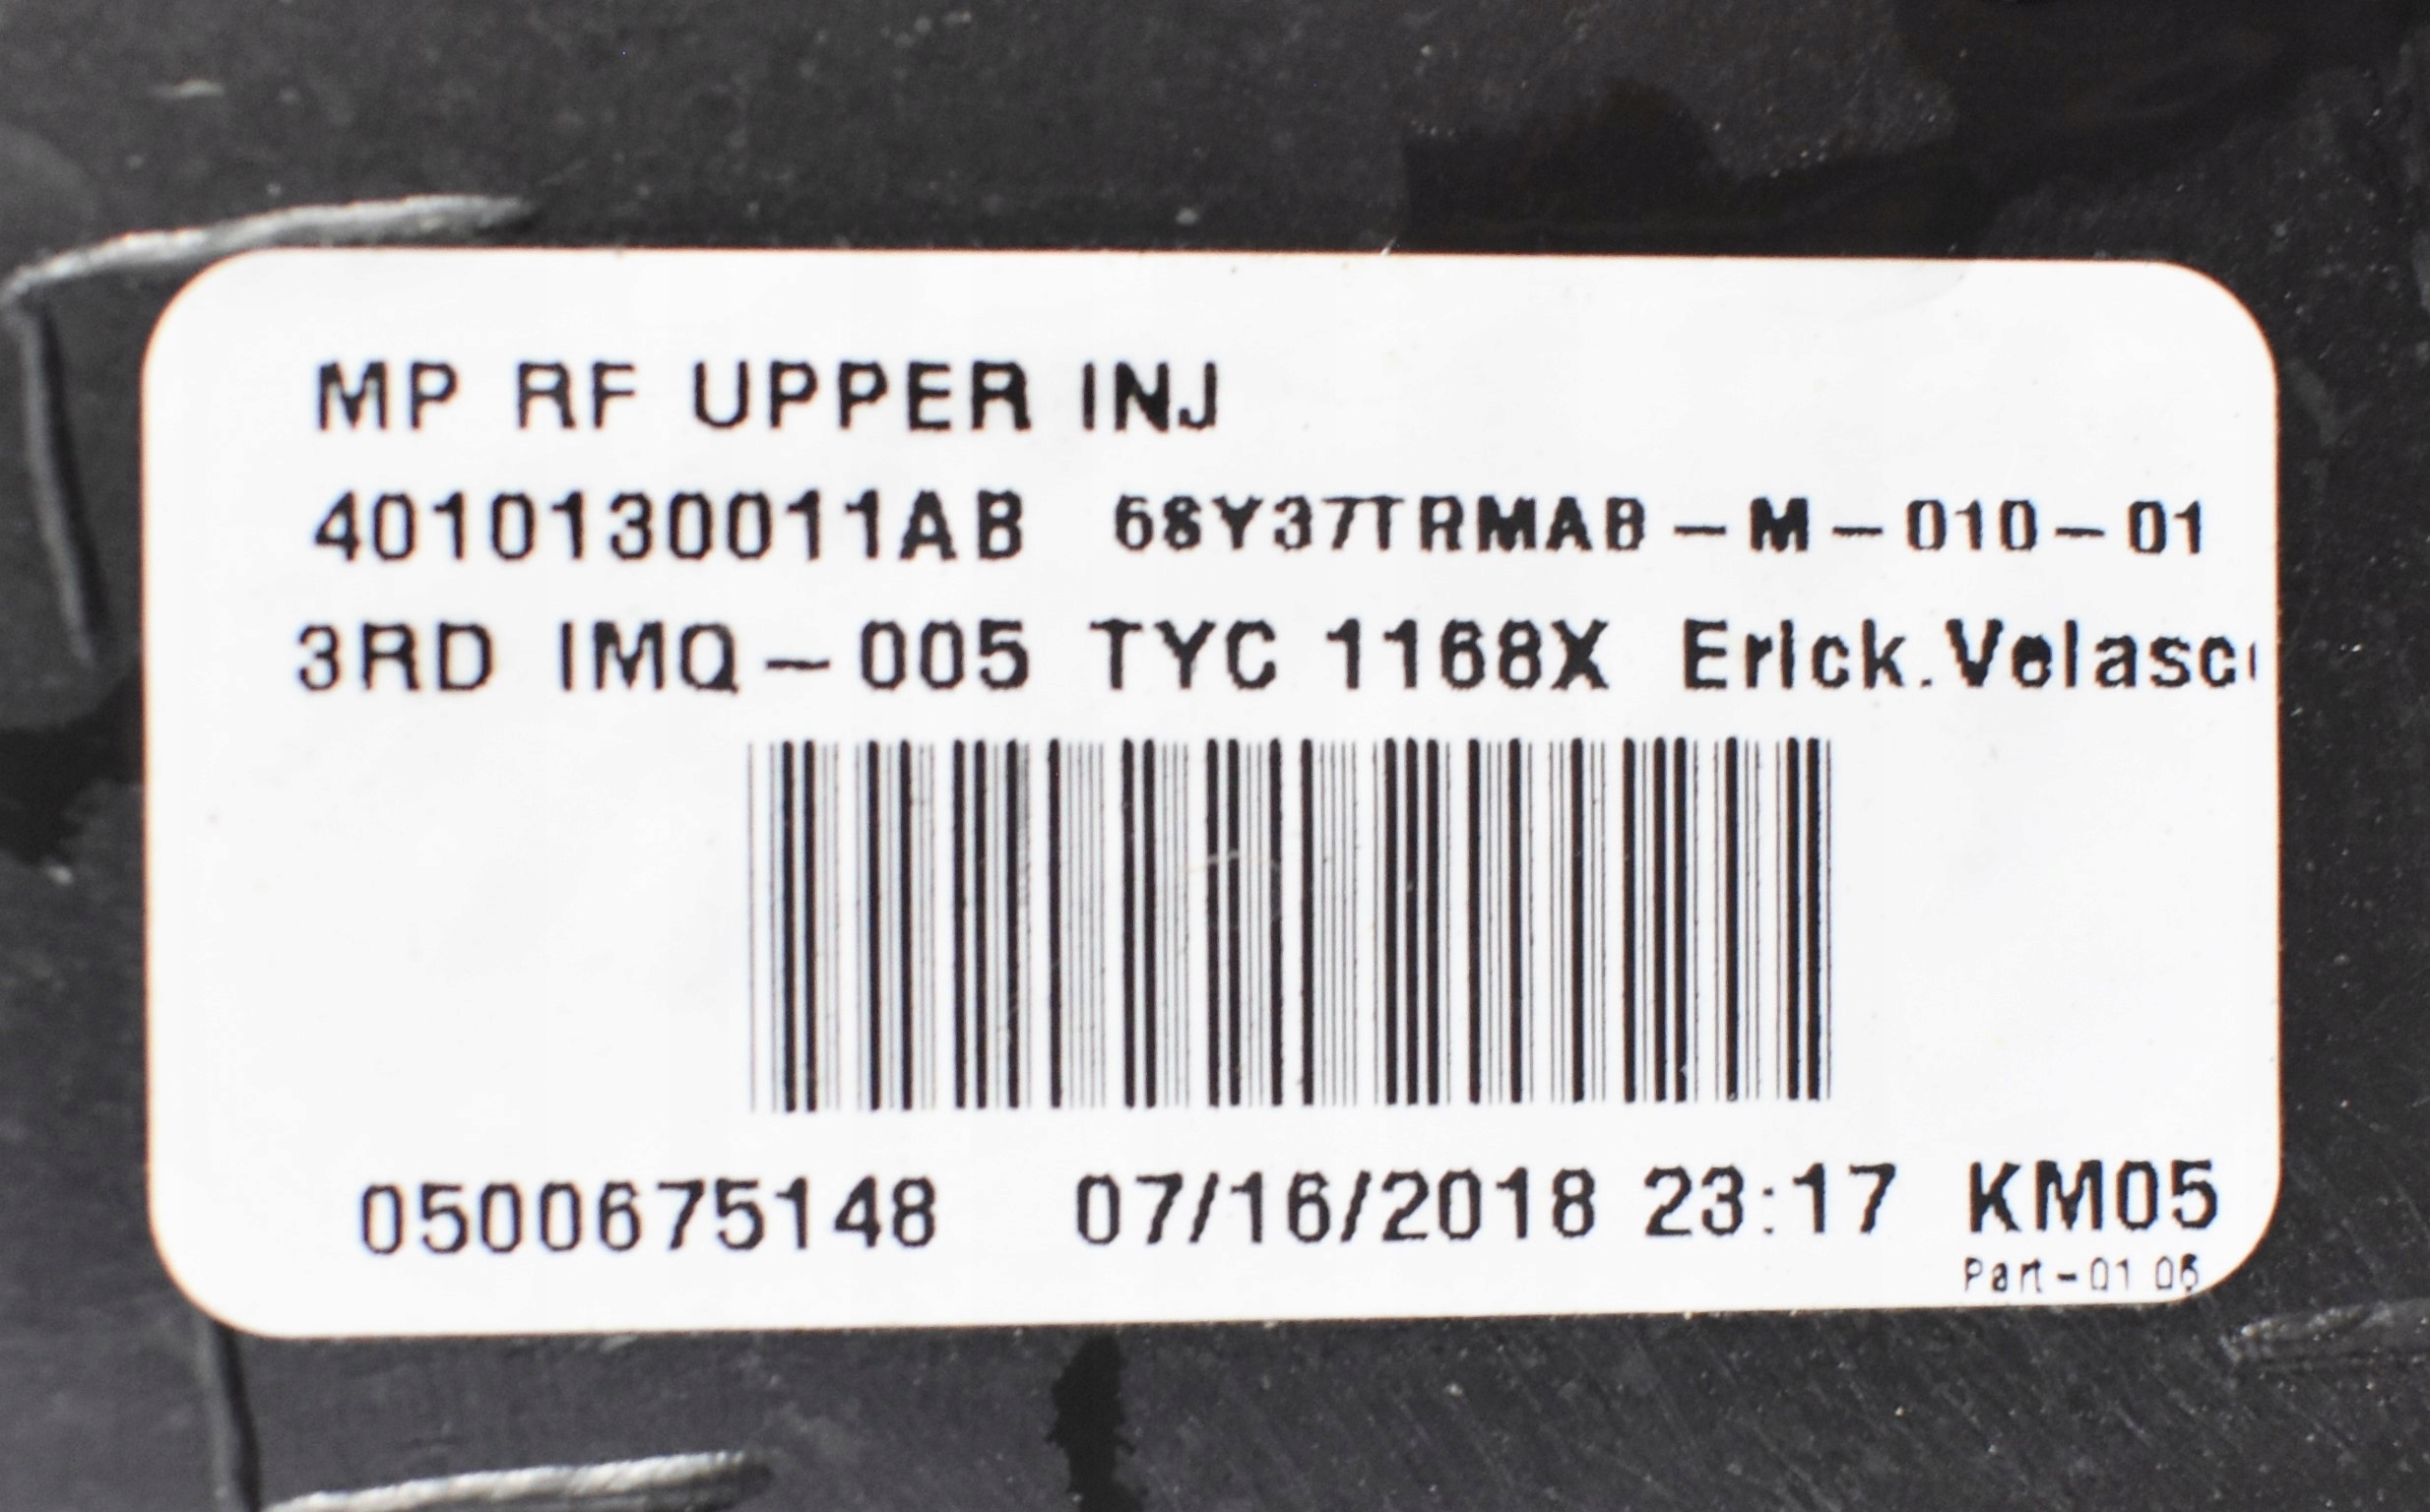 MP RF UPPER INJ
4010130011AB 68Y37TRMAB-M-010-01
3RD IMQ-005 TYC 1168X Erick.Velasc
0500675148 07/16/2018 23:17 KM05
Part-01 06